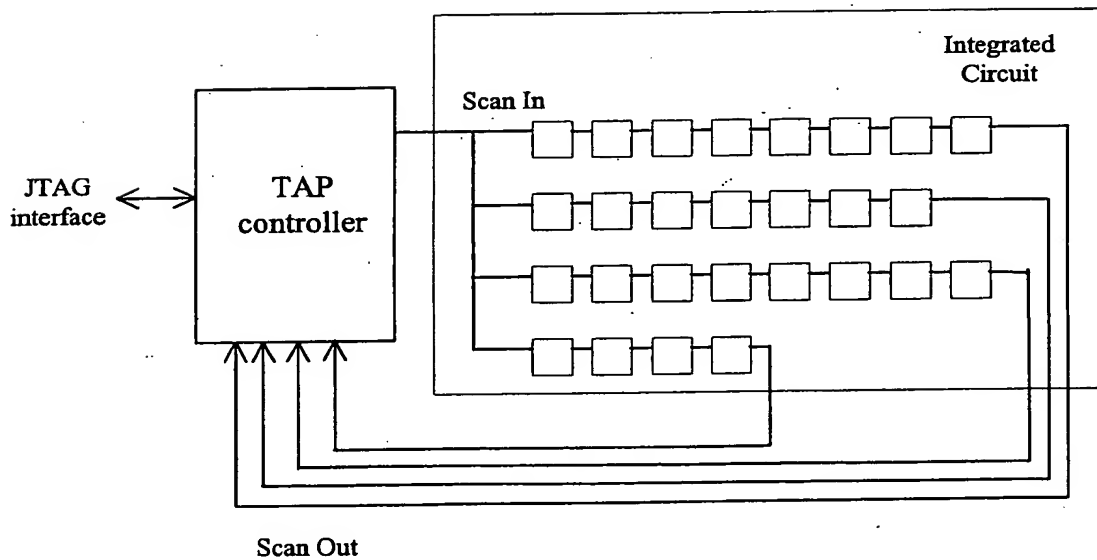 Integrated
Circuit
Scan In
JTAG
interface
TAP
controller
Scan Out